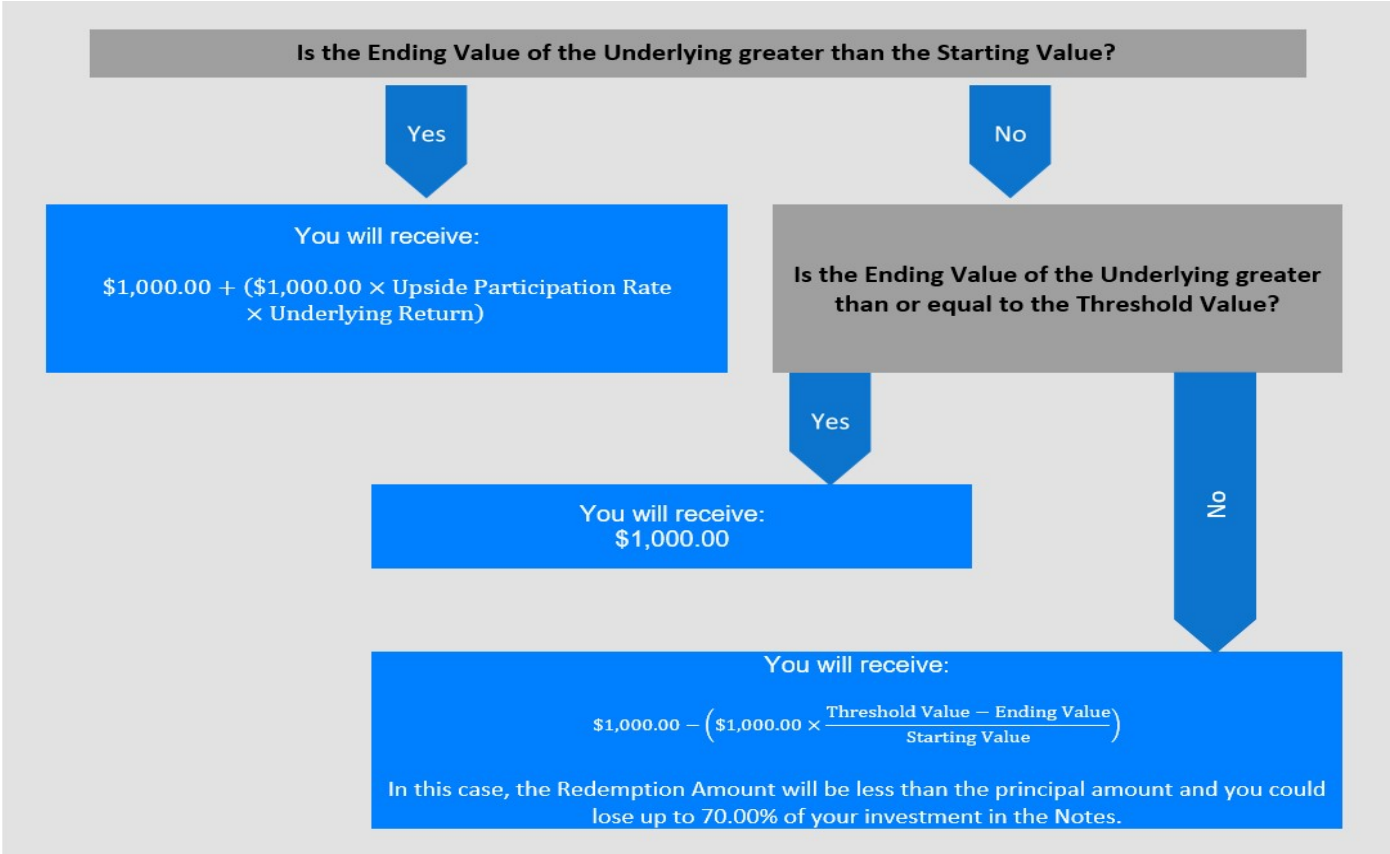 Is the Ending Value of the Underlying greater than the Starting Value?
Yes
No
You will receive:
$1,000.00 + ($1,000.00 × Upside Participation Rate
× Underlying Return)
Is the Ending Value of the Underlying greater
than or equal to the Threshold Value?
Yes
No
You will receive:
$1,000.00
You will receive:
$1,000.00 − ($1,000.00 × (Threshold Value − Ending Value) / Starting Value)
In this case, the Redemption Amount will be less than the principal amount and you could
lose up to 70.00% of your investment in the Notes.